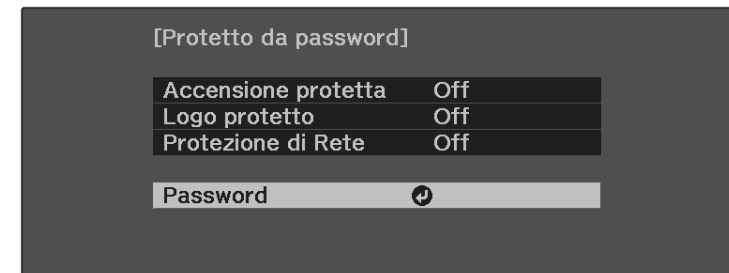 [Protetto da password]
Accensione protetta Off
Logo protetto Off
Protezione di Rete Off
Password